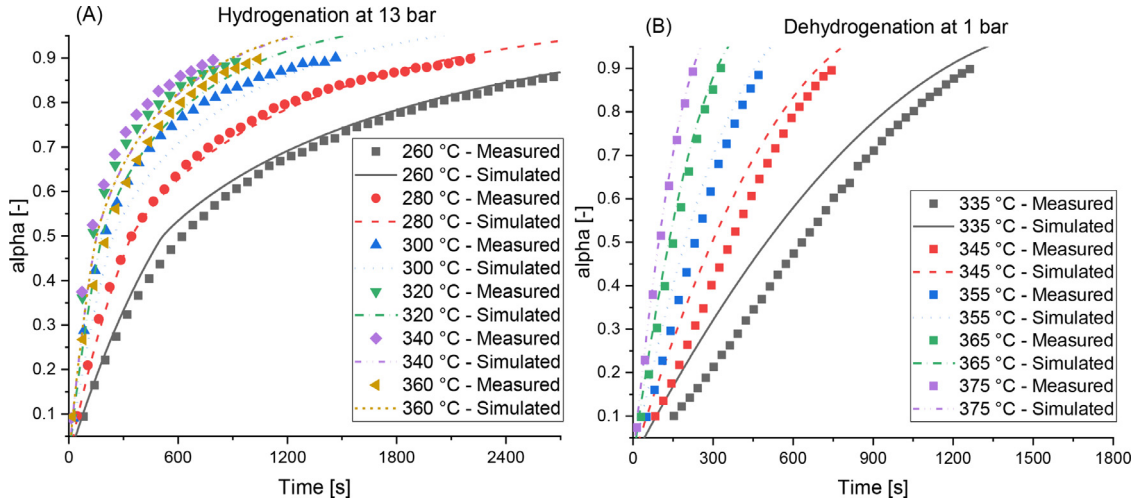 (A)
Hydrogenation at 13 bar
alpha [-]
0.9
0.8
0.7
0.6
0.5
0.4
0.3
0.2
0.1
260 °C - Measured
260 °C - Simulated
280 °C - Measured
280 °C - Simulated
300 °C - Measured
300 °C - Simulated
320 °C - Measured
320 °C - Simulated
340 °C - Measured
340 °C - Simulated
360 °C - Measured
360 °C - Simulated
0 600 1200 1800 2400
Time [s]
(B)
Dehydrogenation at 1 bar
alpha [-]
0.9
0.8
0.7
0.6
0.5
0.4
0.3
0.2
0.1
335 °C - Measured
335 °C - Simulated
345 °C - Measured
345 °C - Simulated
355 °C - Measured
355 °C - Simulated
365 °C - Measured
365 °C - Simulated
375 °C - Measured
375 °C - Simulated
0 300 600 900 1200 1500 1800
Time [s]